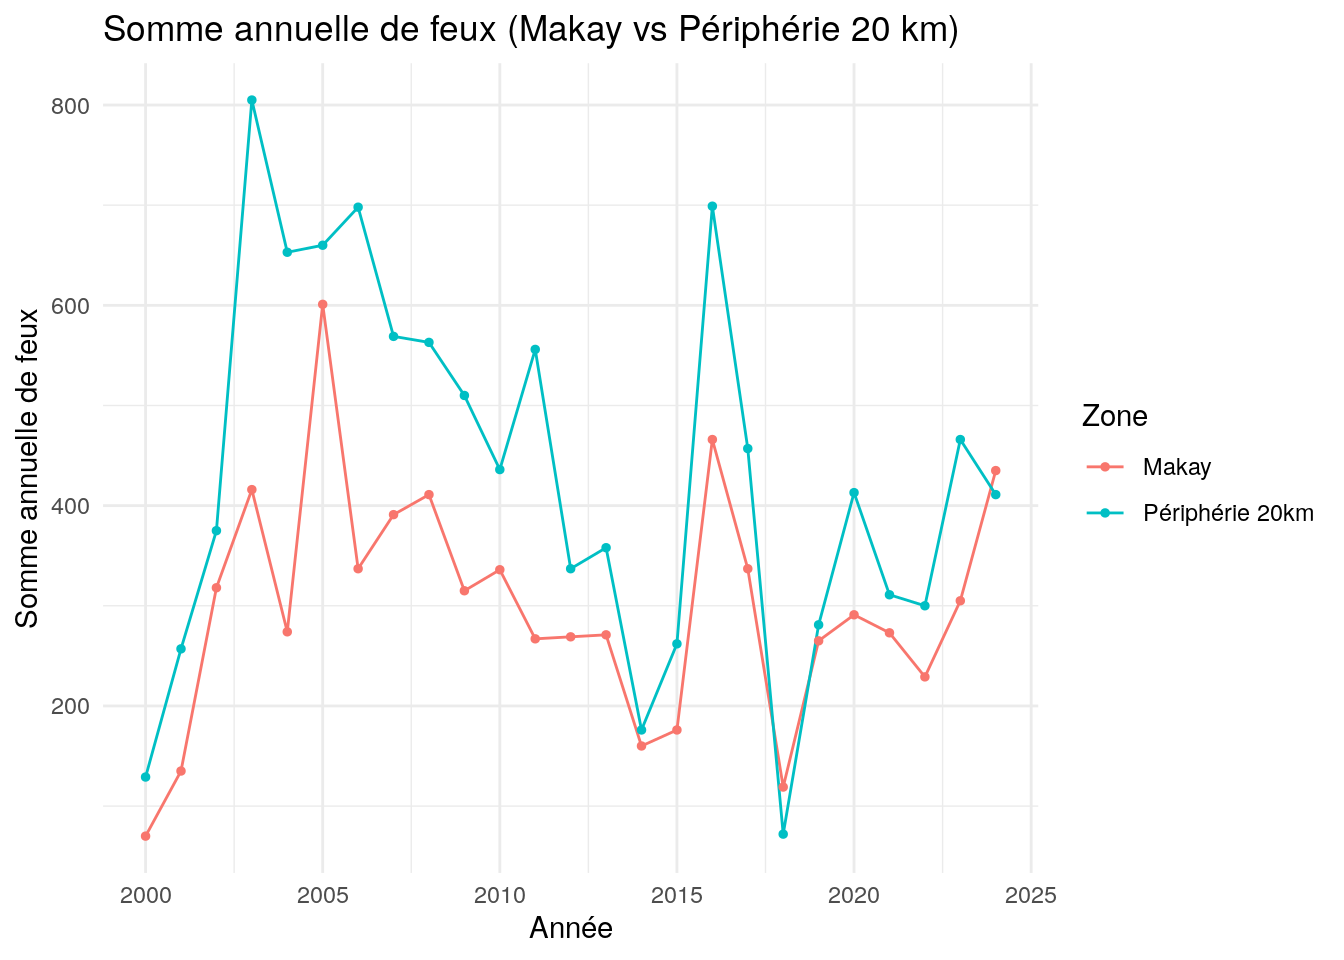 Somme annuelle de feux (Makay vs Périphérie 20 km)
Somme annuelle de feux
800
600
400
200
2000
2005
2010
2015
2020
2025
Année
Zone
Makay
Périphérie 20km